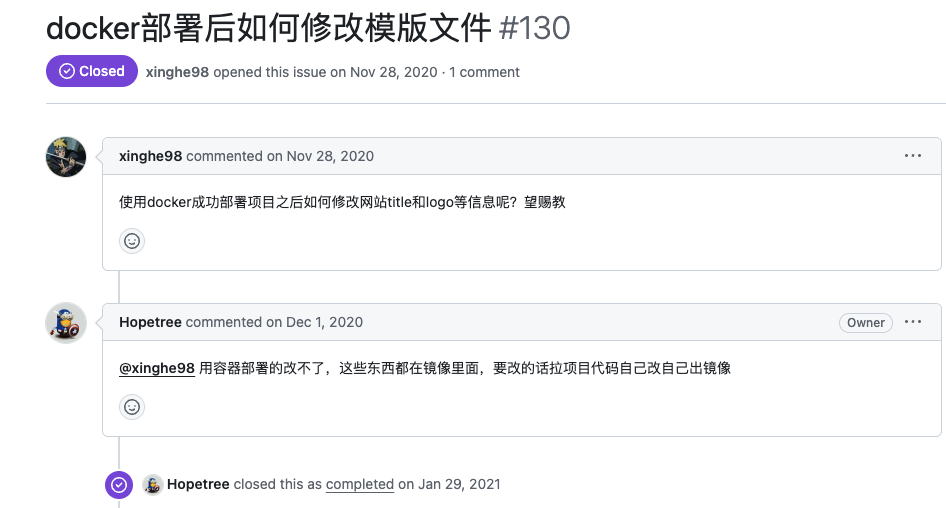 docker部署后如何修改模版文件 #130
Closed xinghe98 opened this issue on Nov 28, 2020 · 1 comment
xinghe98 commented on Nov 28, 2020
使用docker成功部署项目之后如何修改网站title和logo等信息呢？望赐教
Hopetree commented on Dec 1, 2020 Owner
@xinghe98 用容器部署的改不了，这些东西都在镜像里面，要改的话拉项目代码自己改自己出镜像
Hopetree closed this as completed on Jan 29, 2021